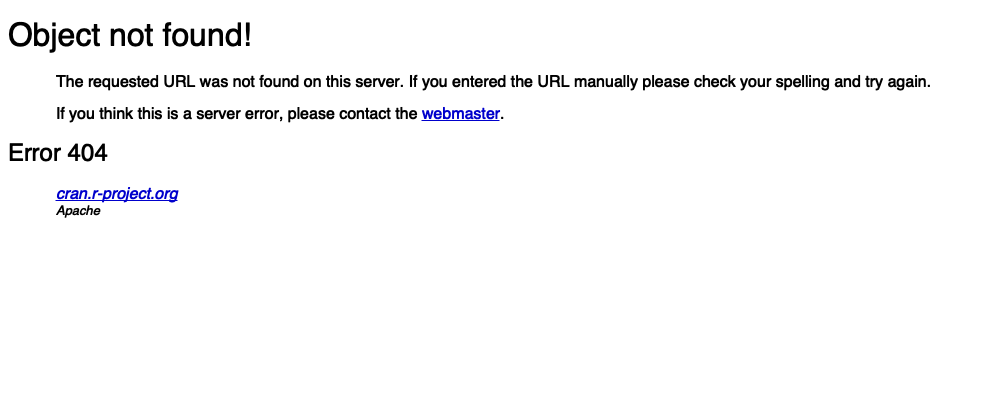 Object not found!
The requested URL was not found on this server. If you entered the URL manually please check your spelling and try again.
If you think this is a server error, please contact the webmaster.
Error 404
cran.r-project.org
Apache